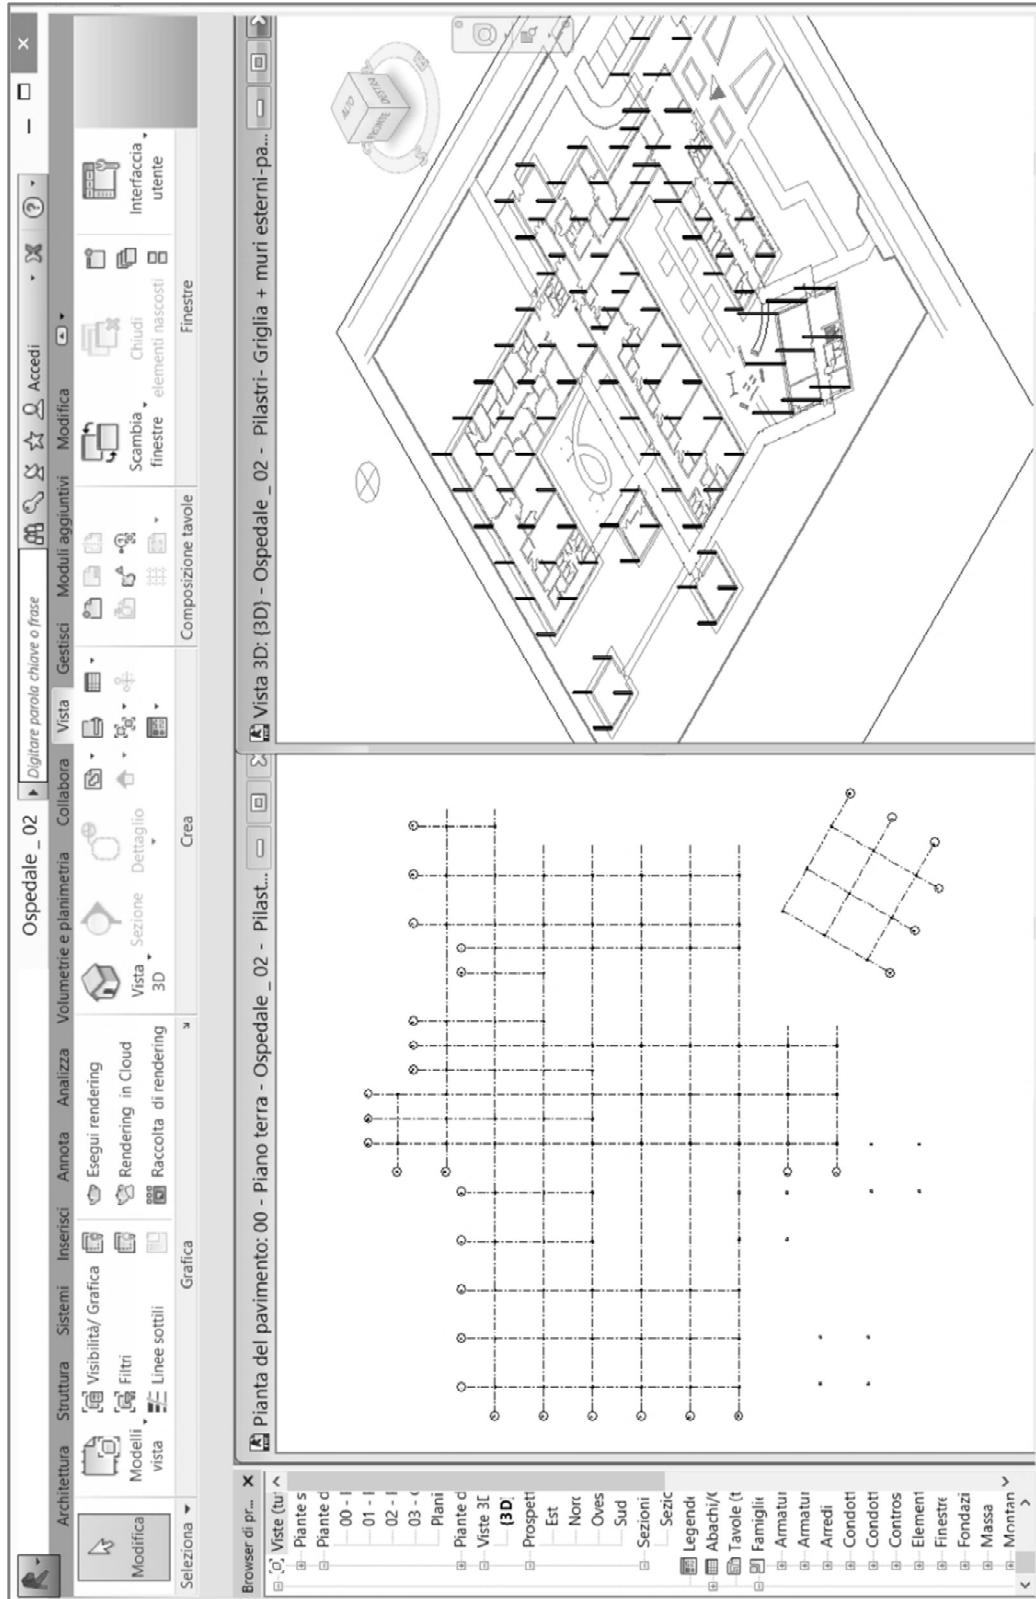 Ospedale _ 02
Digitare parola chiave o frase
Accedi
Architettura
Struttura
Sistemi
Inserisci
Annota
Analizza
Volumetrie e planimetria
Collabora
Vista
Gestisci
Moduli aggiuntivi
Modifica
Modifica
Seleziona
Modelli vista
Visibilità/ Grafica
Filtri
Linee sottili
Esegui rendering
Rendering in Cloud
Raccolta di rendering
Grafica
Vista 3D
Sezione
Dettaglio
Crea
Composizione tavole
Scambia finestre
Chiudi elementi nascosti
Finestre
Interfaccia utente
Browser di pr...
Viste (tu
Piante s
Piante d
00 - 
01 - 
02 - 
03 - 
Plani
Piante d
Viste 3D
{3D}
Prospett
Est
Nord
Oves
Sud
Sezioni
Sezic
Legende
Abachi/
Tavole (t
Famiglie
Armatur
Armatur
Arredi
Condott
Condott
Contros
Element
Finestre
Fondazi
Massa
Montan
Pianta del pavimento: 00 - Piano terra - Ospedale _ 02 - Pilast...
Vista 3D: {3D} - Ospedale _ 02 - Pilastri- Griglia + muri esterni-pa...